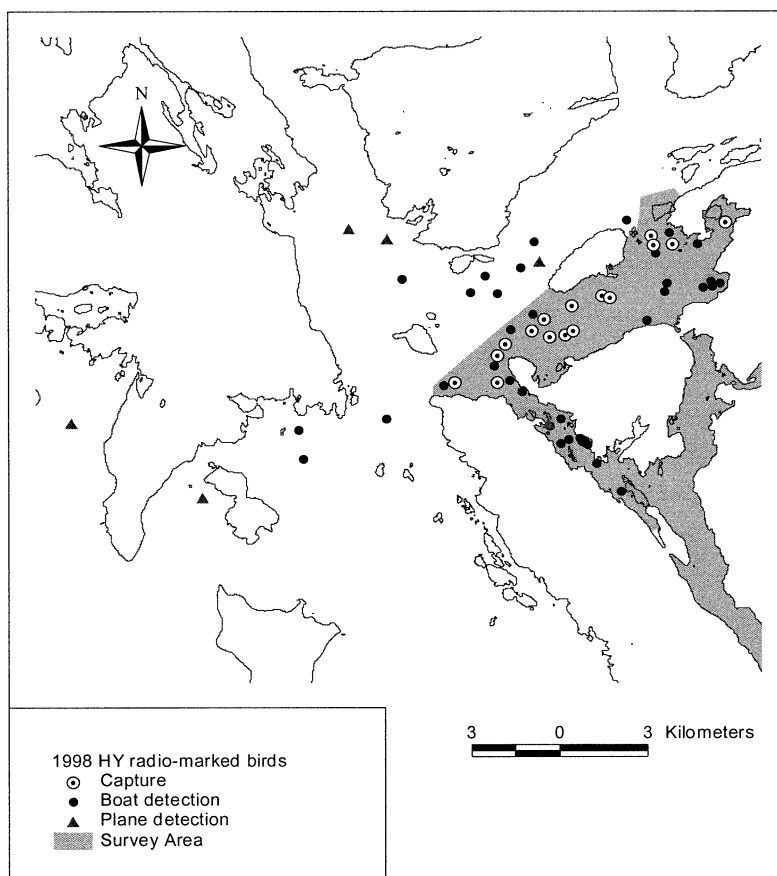 N
3 0 3 Kilometers
1998 HY radio-marked birds
Capture
Boat detection
Plane detection
Survey Area